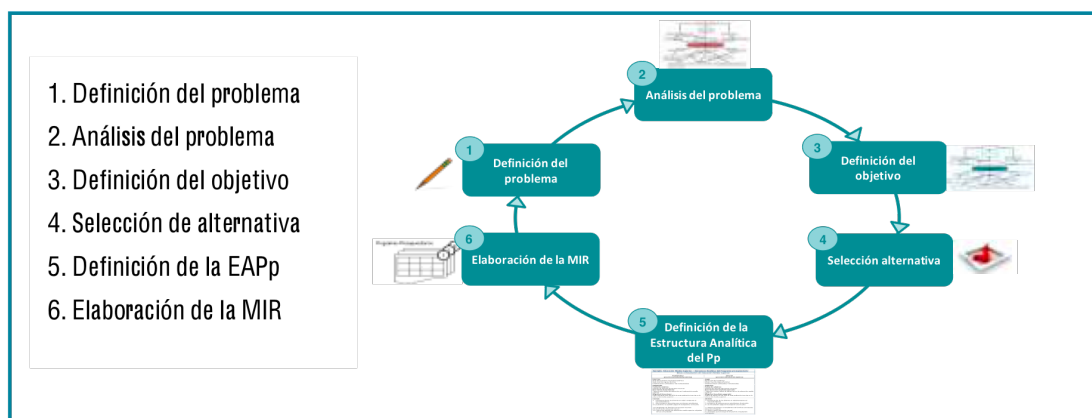 1. Definición del problema
2. Análisis del problema
3. Definición del objetivo
4. Selección de alternativa
5. Definición de la EAPp
6. Elaboración de la MIR
2
Análisis del problema
1
Definición del
problema
3
Definición del
objetivo
6
Elaboración de la MIR
4
Selección alternativa
5
Definición de la
Estructura Analítica
del Pp